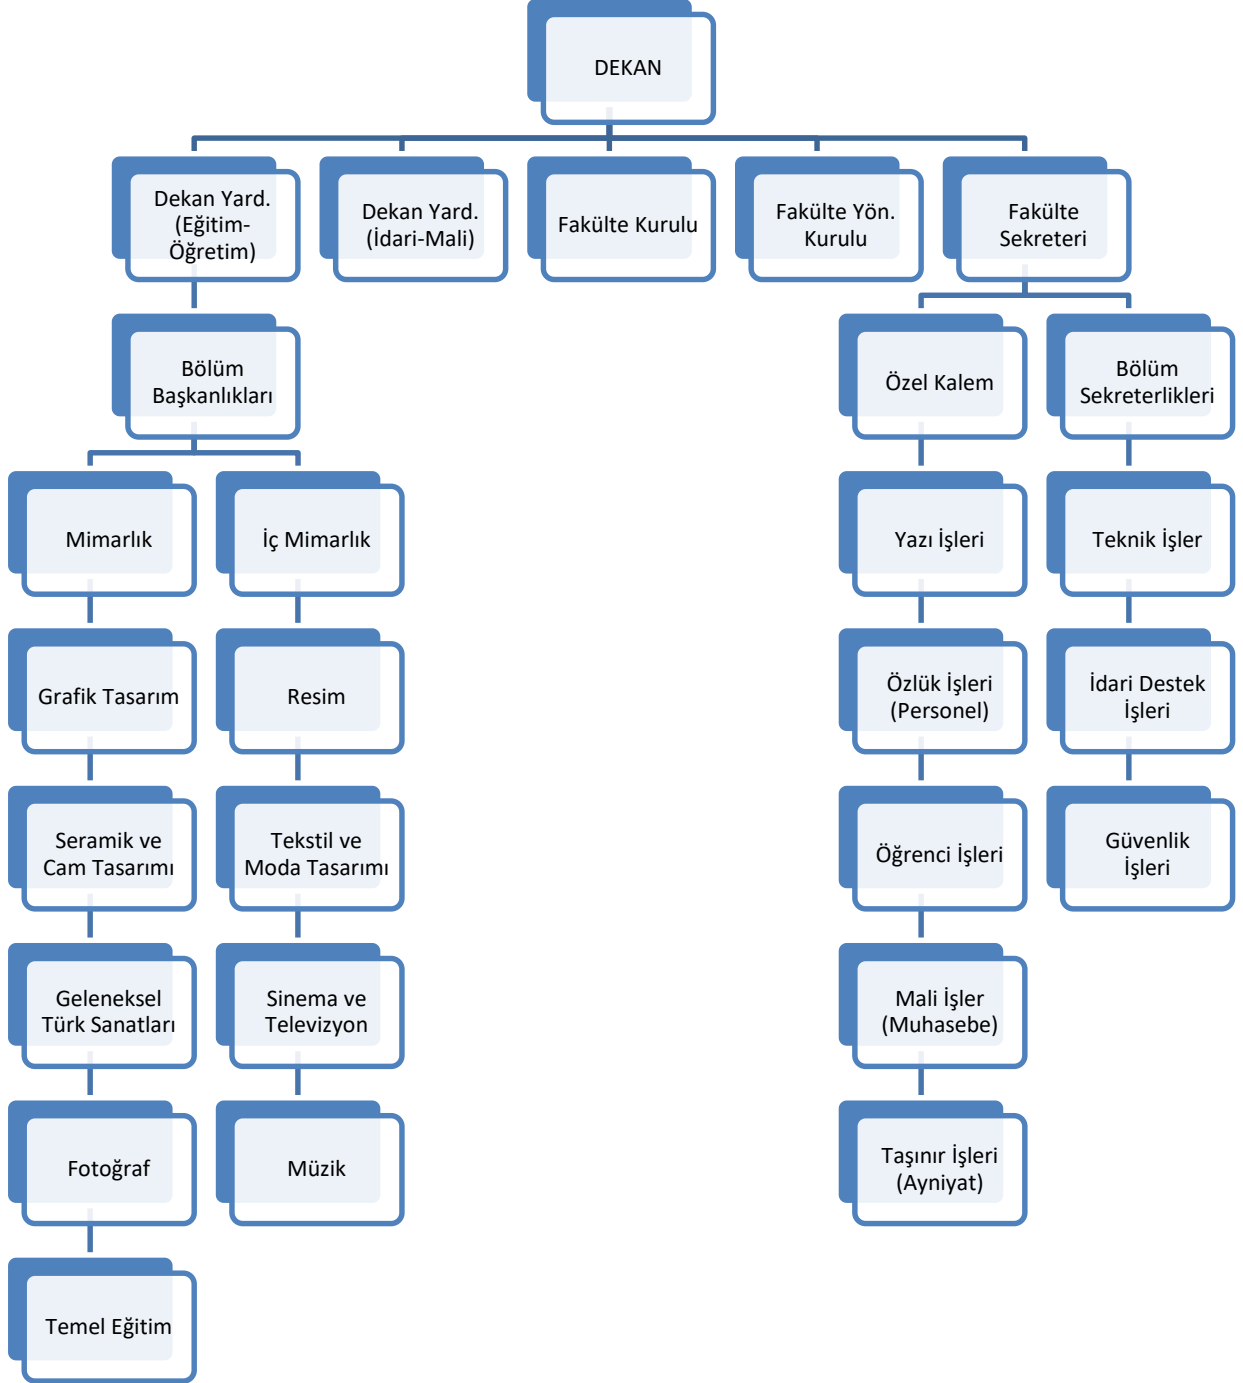 DEKAN
Dekan Yard.
(Eğitim-
Öğretim)
Dekan Yard.
(İdari-Mali)
Fakülte Kurulu
Fakülte Yön.
Kurulu
Fakülte
Sekreteri
Bölüm
Başkanlıkları
Özel Kalem
Bölüm
Sekreterlikleri
Mimarlık
İç Mimarlık
Yazı İşleri
Teknik İşler
Grafik Tasarım
Resim
Özlük İşleri
(Personel)
İdari Destek
İşleri
Seramik ve
Cam Tasarımı
Tekstil ve
Moda Tasarımı
Öğrenci İşleri
Güvenlik
İşleri
Geleneksel
Türk Sanatları
Sinema ve
Televizyon
Mali İşler
(Muhasebe)
Fotoğraf
Müzik
Taşınır İşleri
(Ayniyat)
Temel Eğitim